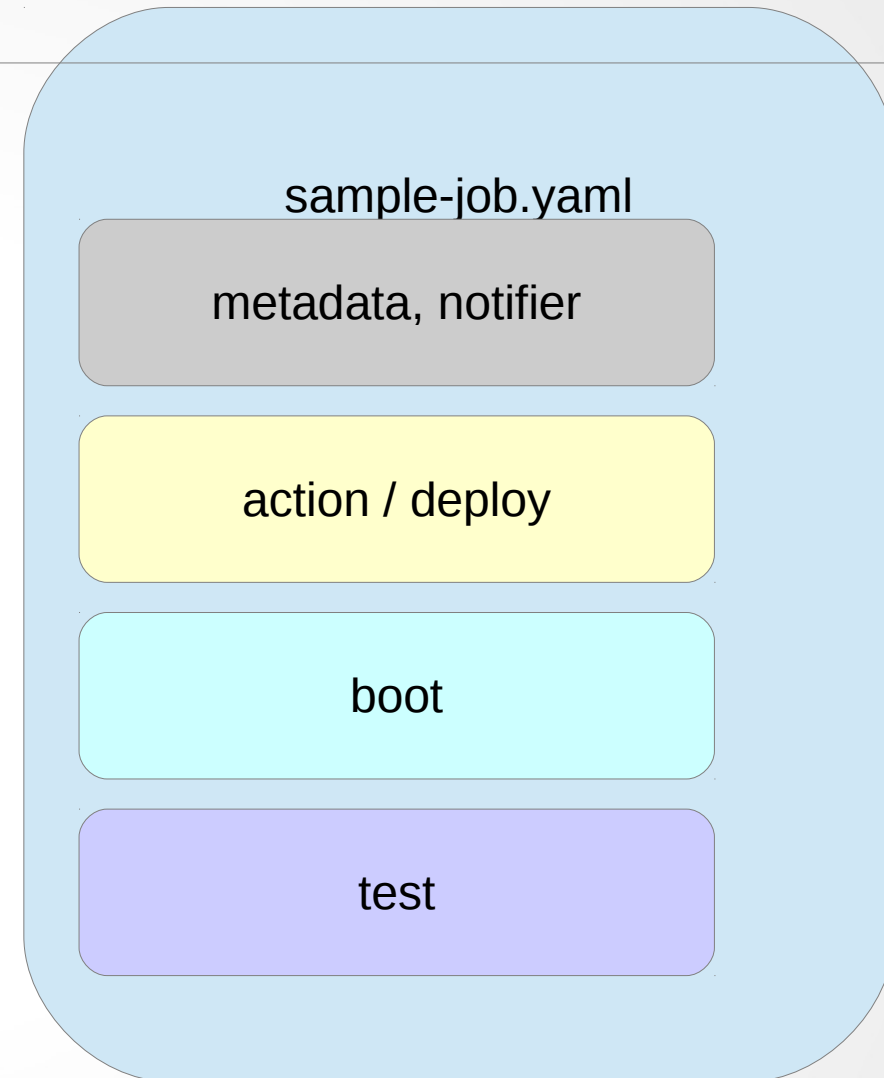 sample-job.yaml
metadata, notifier
action / deploy
boot
test